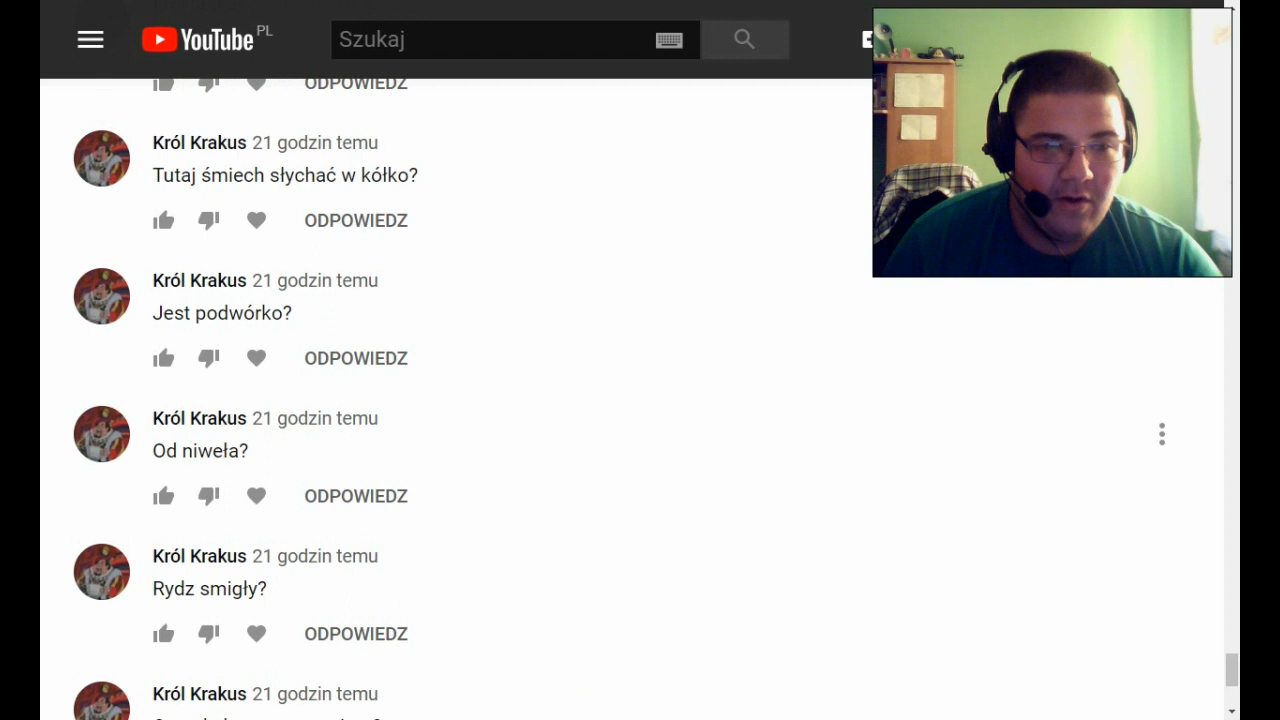 YouTube PL
Szukaj
ODPOWIEDZ
Król Krakus 21 godzin temu
Tutaj śmiech słychać w kółko?
ODPOWIEDZ
Król Krakus 21 godzin temu
Jest podwórko?
ODPOWIEDZ
Król Krakus 21 godzin temu
Od niweła?
ODPOWIEDZ
Król Krakus 21 godzin temu
Rydz smigły?
ODPOWIEDZ
Król Krakus 21 godzin temu